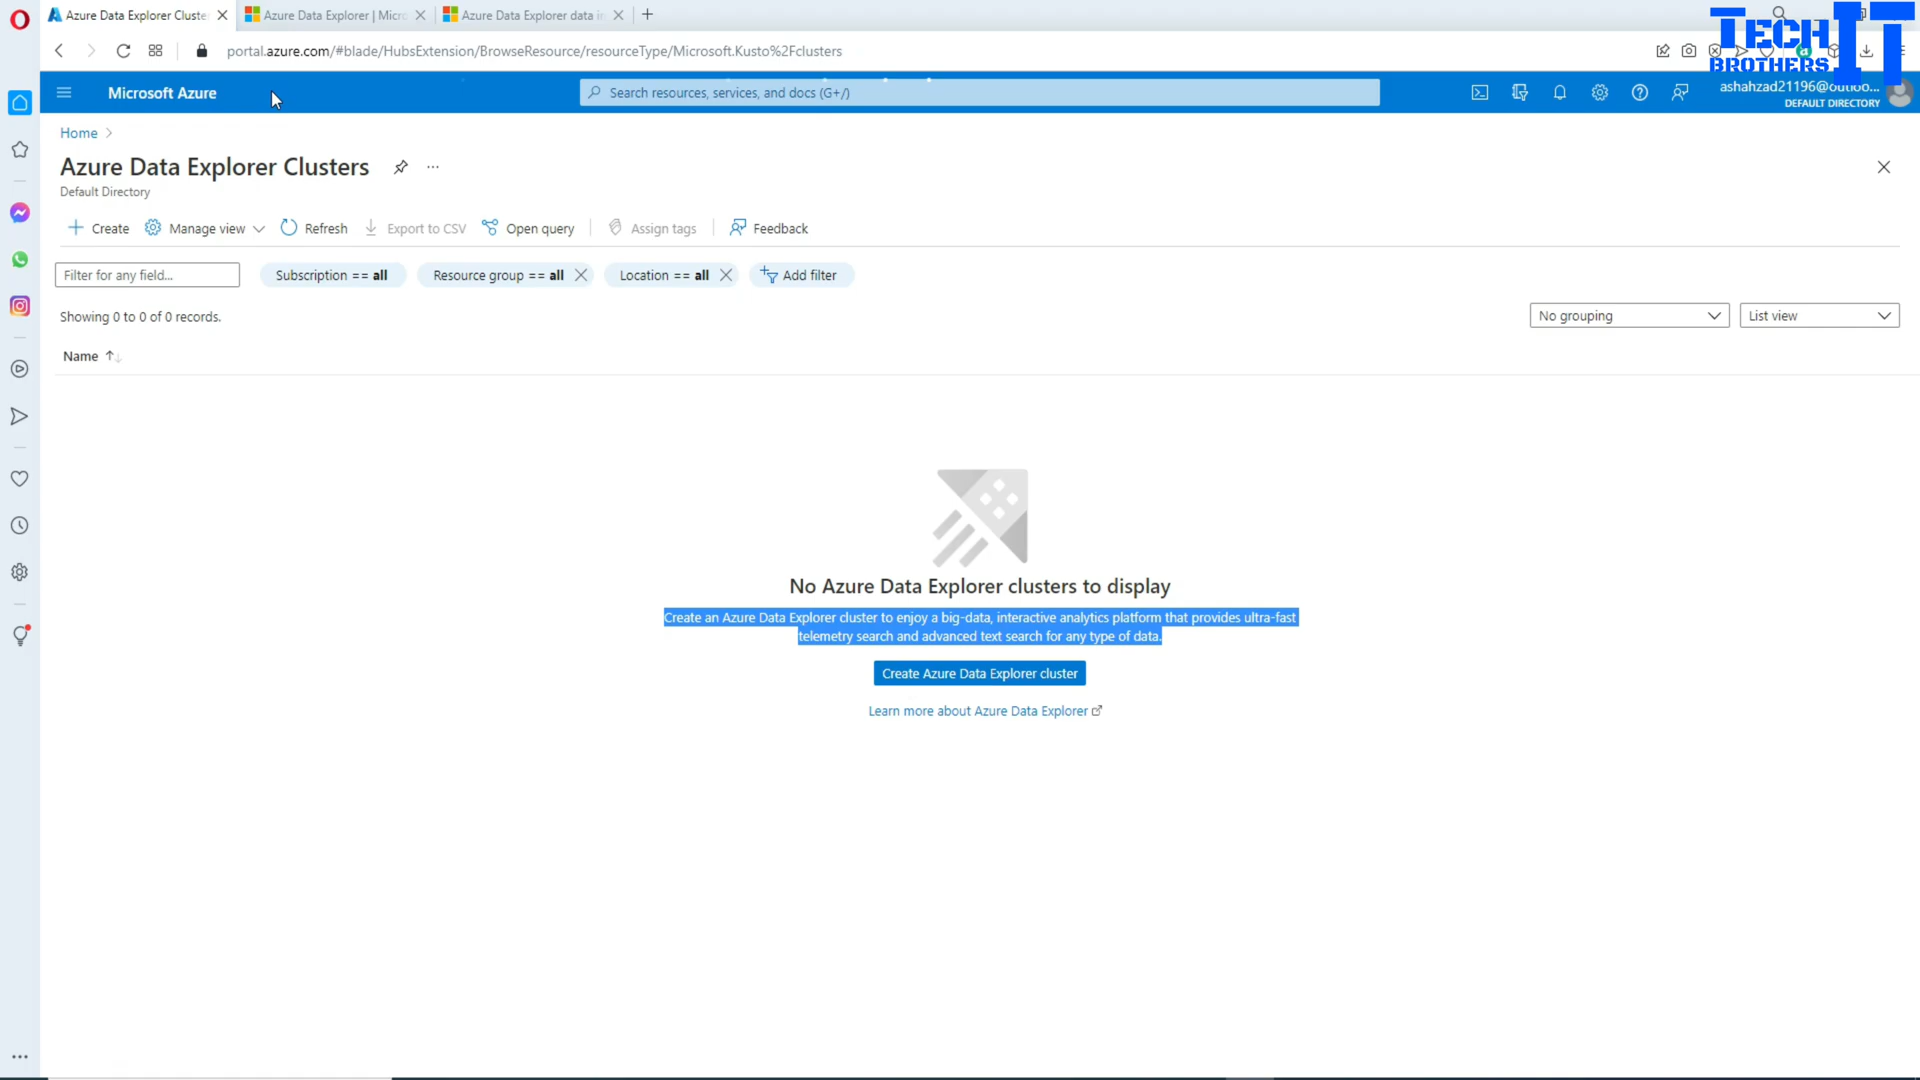 Azure Data Explorer Cluste
Azure Data Explorer | Micro
Azure Data Explorer data i
portal.azure.com/#blade/HubsExtension/BrowseResource/resourceType/Microsoft.Kusto%2Fclusters
TECH IT
BROTHERS
Microsoft Azure
Search resources, services, and docs (G+/)
ashahzad21196@outloo...
DEFAULT DIRECTORY
Home
Azure Data Explorer Clusters
Default Directory
Create
Manage view
Refresh
Export to CSV
Open query
Assign tags
Feedback
Filter for any field...
Subscription == all
Resource group == all
Location == all
Add filter
Showing 0 to 0 of 0 records.
No grouping
List view
Name
No Azure Data Explorer clusters to display
Create an Azure Data Explorer cluster to enjoy a big-data, interactive analytics platform that provides ultra-fast
telemetry search and advanced text search for any type of data.
Create Azure Data Explorer cluster
Learn more about Azure Data Explorer